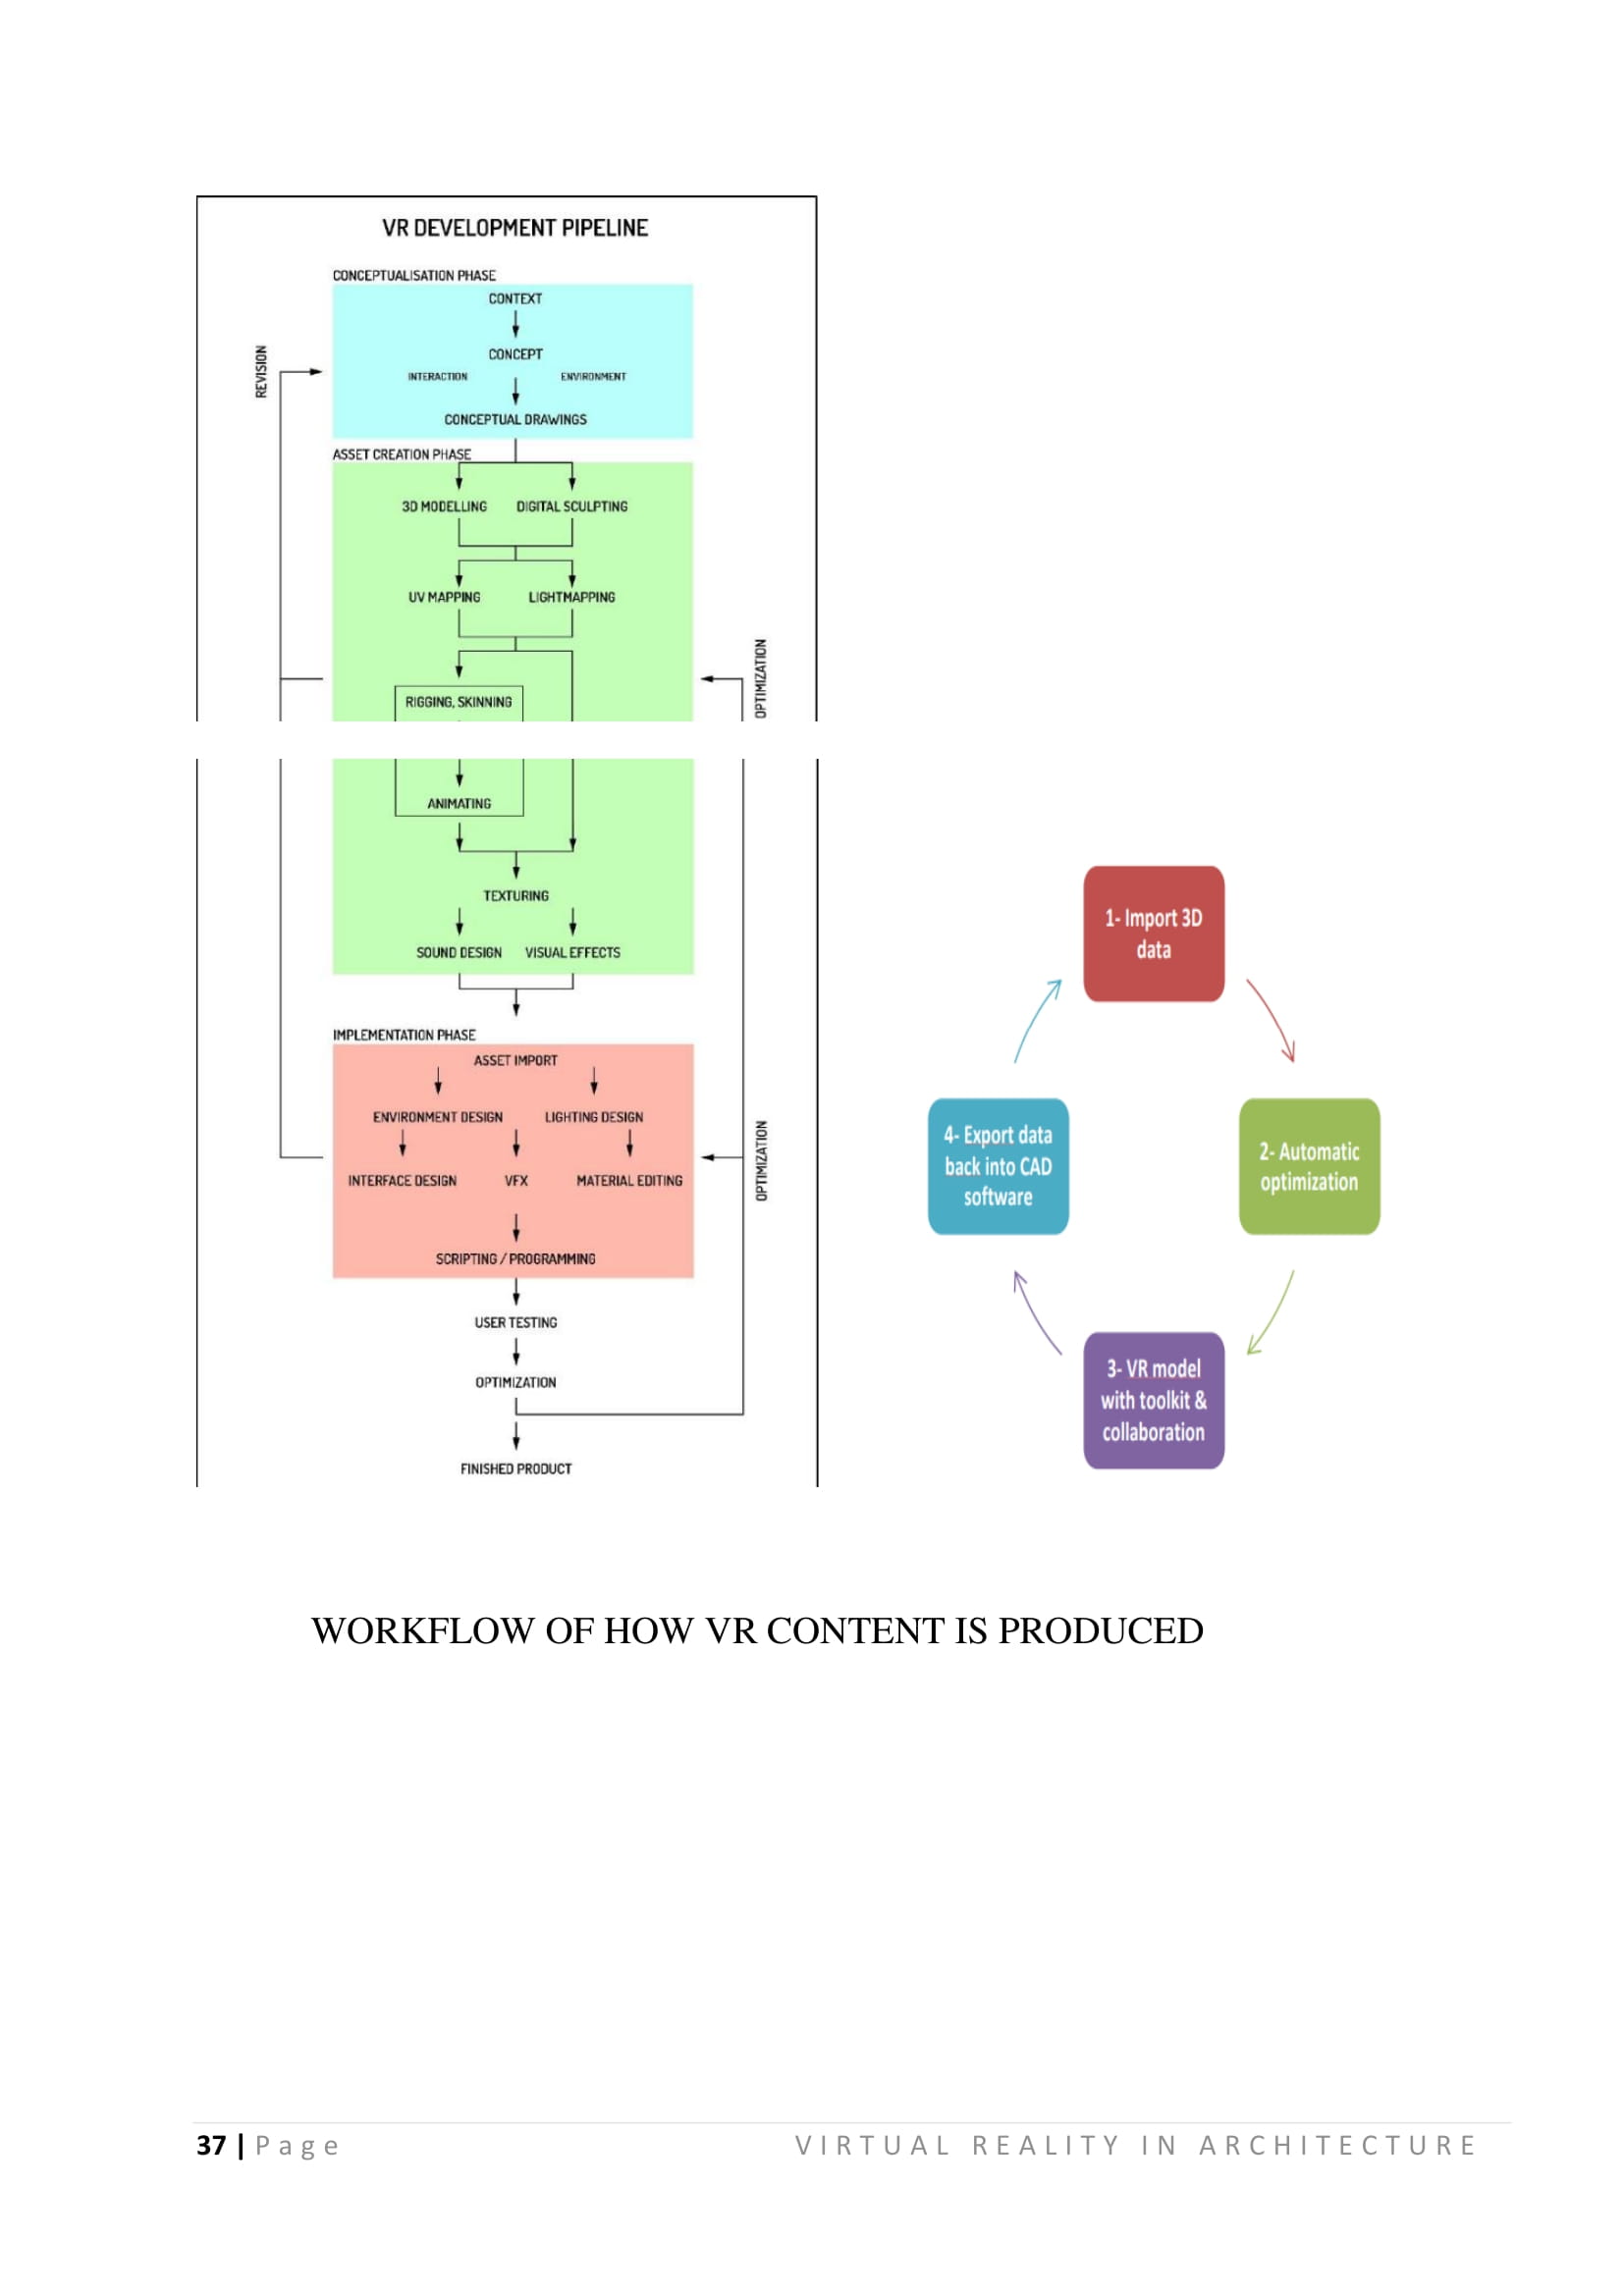 VR DEVELOPMENT PIPELINE
CONCEPTUALISATION PHASE
CONTEXT
CONCEPT
INTERACTION ENVIRONMENT
CONCEPTUAL DRAWINGS
REVISION
ASSET CREATION PHASE
3D MODELLING DIGITAL SCULPTING
UV MAPPING LIGHTMAPPING
RIGGING, SKINNING
OPTIMIZATION
ANIMATING
TEXTURING
SOUND DESIGN VISUAL EFFECTS
IMPLEMENTATION PHASE
ASSET IMPORT
ENVIRONMENT DESIGN LIGHTING DESIGN
INTERFACE DESIGN VFX MATERIAL EDITING
SCRIPTING / PROGRAMMING
OPTIMIZATION
USER TESTING
OPTIMIZATION
FINISHED PRODUCT
1- Import 3D
data
2- Automatic
optimization
3- VR model
with toolkit &
collaboration
4- Export data
back into CAD
software
WORKFLOW OF HOW VR CONTENT IS PRODUCED
37 | Page VIRTUAL REALITY IN ARCHITECTURE